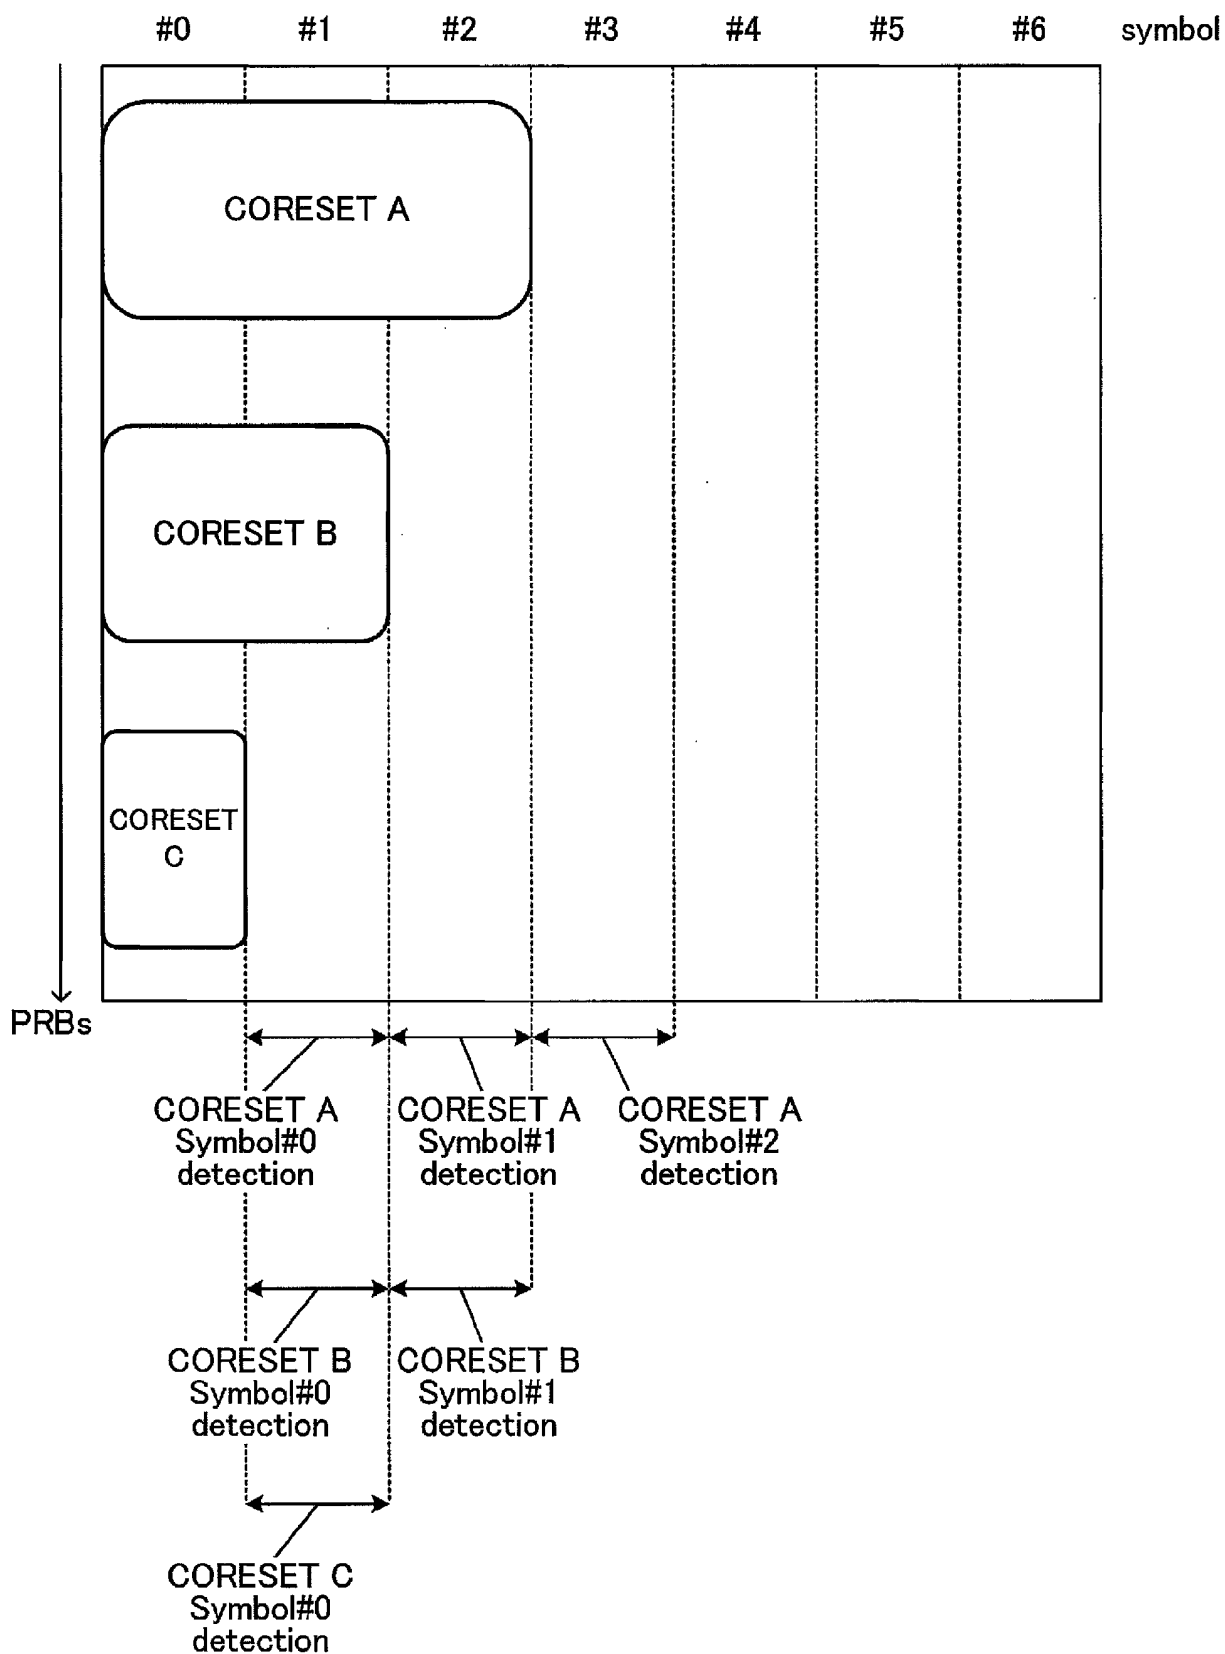 #0 #1 #2 #3 #4 #5 #6 symbol
CORESET A
CORESET B
CORESET
C
PRBs
CORESET A
Symbol#0
detection
CORESET A
Symbol#1
detection
CORESET A
Symbol#2
detection
CORESET B
Symbol#0
detection
CORESET B
Symbol#1
detection
CORESET C
Symbol#0
detection